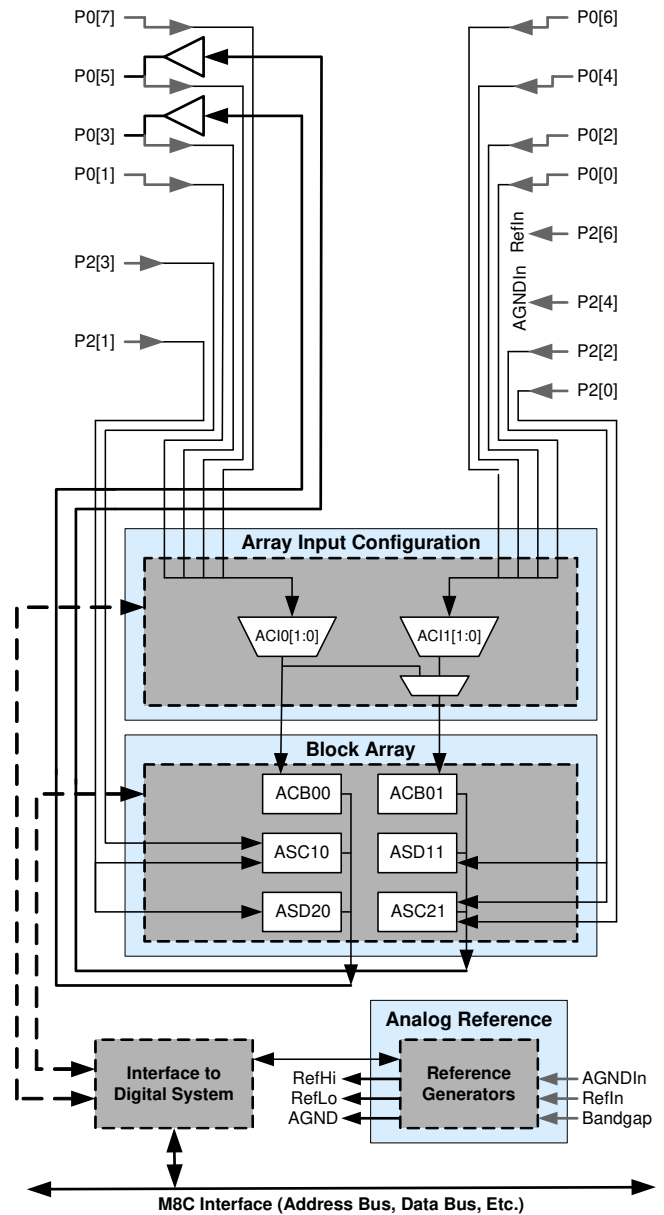 P0[7]
P0[6]
P0[5]
P0[4]
P0[3]
P0[2]
P0[1]
P0[0]
P2[3]
RefIn
P2[6]
AGNDIn
P2[4]
P2[1]
P2[2]
P2[0]
Array Input Configuration
ACI0[1:0]
ACI1[1:0]
Block Array
ACB00
ACB01
ASC10
ASD11
ASD20
ASC21
Analog Reference
Interface to
Digital System
RefHi
RefLo
AGND
Reference
Generators
AGNDIn
RefIn
Bandgap
M8C Interface (Address Bus, Data Bus, Etc.)